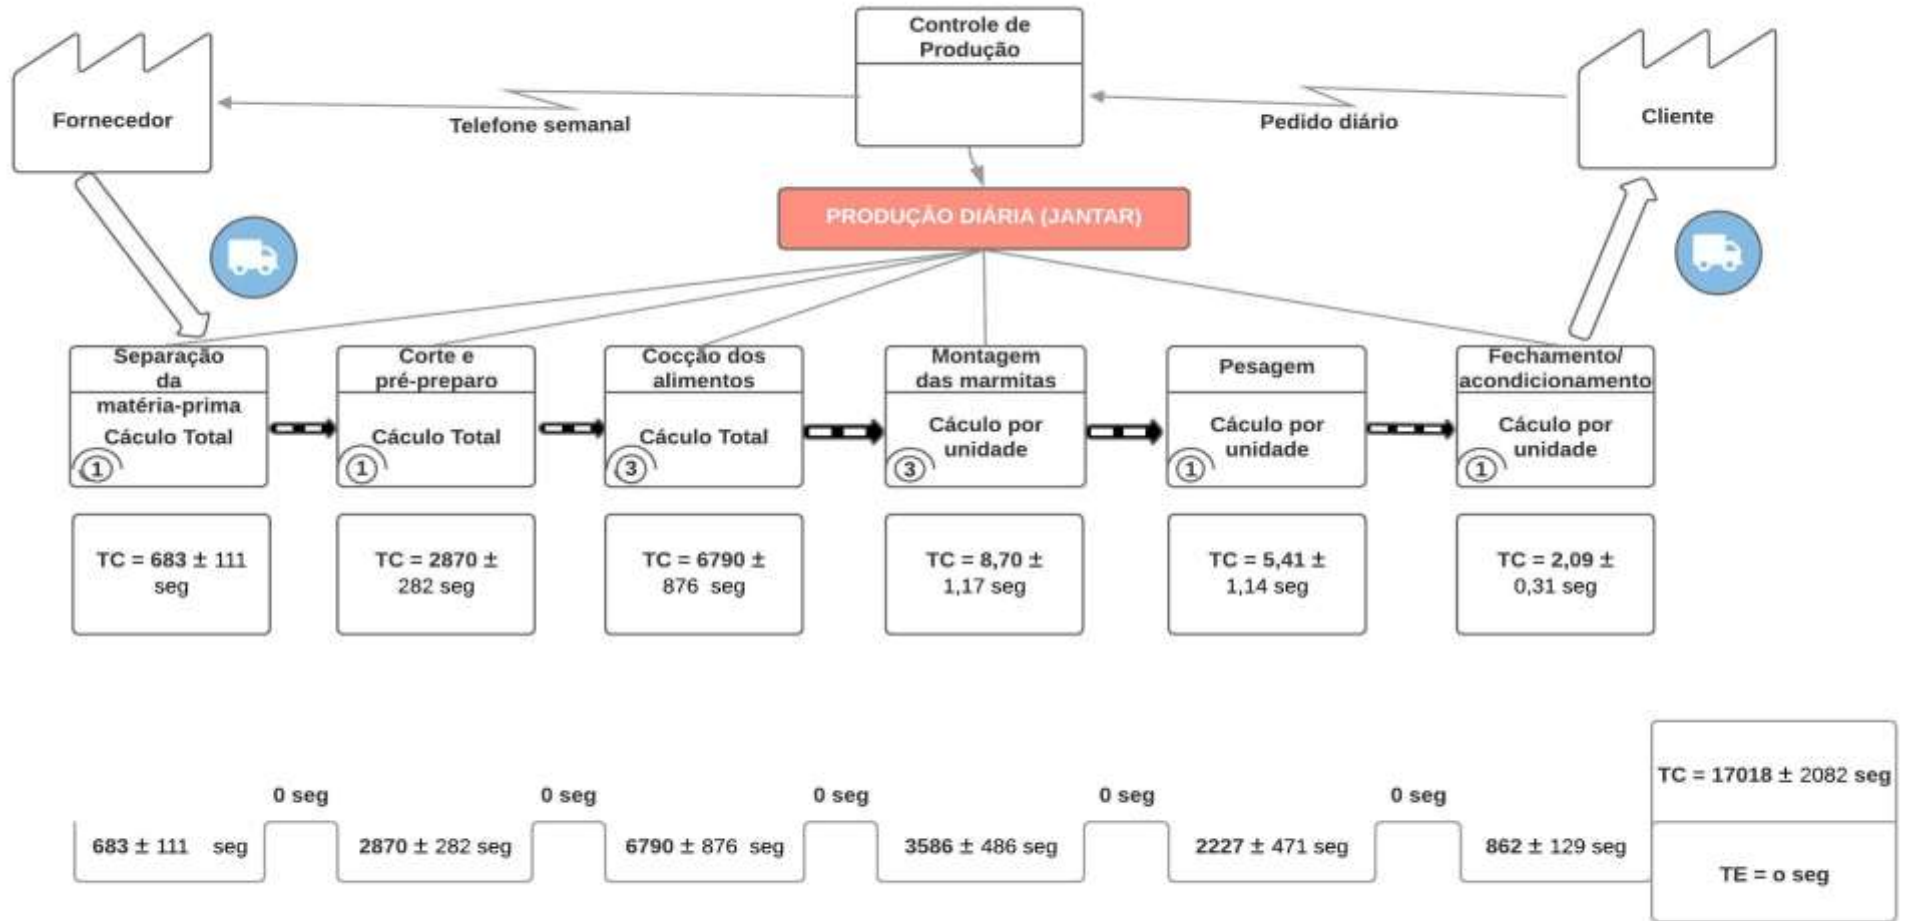 Controle de
Produção
Fornecedor
Telefone semanal
Pedido diário
Cliente
PRODUÇÃO DIÁRIA (JANTAR)
Separação
da
matéria-prima
Cáculo Total
1
Corte e
pré-preparo
Cáculo Total
1
Cocção dos
alimentos
Cáculo Total
3
Montagem
das marmitas
Cáculo por
unidade
3
Pesagem
Cáculo por
unidade
1
Fechamento/
acondicionamento
Cáculo por
unidade
1
TC = 683 ± 111
seg
TC = 2870 ±
282 seg
TC = 6790 ±
876 seg
TC = 8,70 ±
1,17 seg
TC = 5,41 ±
1,14 seg
TC = 2,09 ±
0,31 seg
0 seg
0 seg
0 seg
0 seg
0 seg
683 ± 111 seg
2870 ± 282 seg
6790 ± 876 seg
3586 ± 486 seg
2227 ± 471 seg
862 ± 129 seg
TC = 17018 ± 2082 seg
TE = o seg